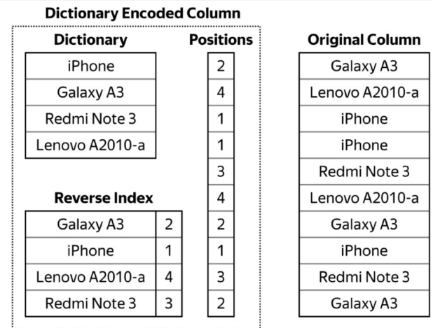 Dictionary Encoded Column
Dictionary
iPhone
Galaxy A3
Redmi Note 3
Lenovo A2010-a
Reverse Index
Galaxy A3 2
iPhone 1
Lenovo A2010-a 4
Redmi Note 3 3
Positions
2
4
1
1
3
4
2
1
3
2
Original Column
Galaxy A3
Lenovo A2010-a
iPhone
iPhone
Redmi Note 3
Lenovo A2010-a
Galaxy A3
iPhone
Redmi Note 3
Galaxy A3